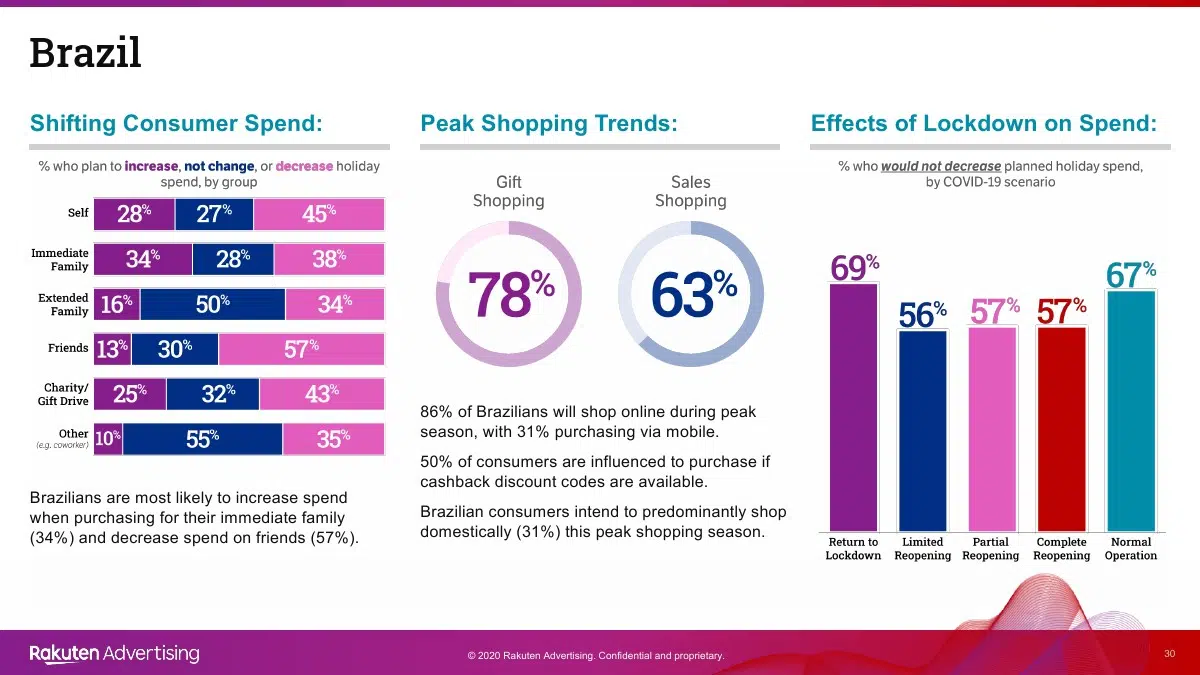 Brazil
Shifting Consumer Spend:
% who plan to increase, not change, or decrease holiday
spend, by group
Self 28% 27% 45%
Immediate
Family
34% 28% 38%
Extended
Family
16% 50% 34%
Friends 13% 30% 57%
Charity/
Gift Drive
25% 32% 43%
Other
(e.g. coworker)
10% 55% 35%
Brazilians are most likely to increase spend
when purchasing for their immediate family
(34%) and decrease spend on friends (57%).
Peak Shopping Trends:
Gift
Shopping
78%
Sales
Shopping
63%
86% of Brazilians will shop online during peak
season, with 31% purchasing via mobile.
50% of consumers are influenced to purchase if
cashback discount codes are available.
Brazilian consumers intend to predominantly shop
domestically (31%) this peak shopping season.
Effects of Lockdown on Spend:
% who would not decrease planned holiday spend,
by COVID-19 scenario
69% 56% 57% 57% 67%
Return to
Lockdown
Limited
Reopening
Partial
Reopening
Complete
Reopening
Normal
Operation
Rakuten Advertising
© 2020 Rakuten Advertising. Confidential and proprietary.
30